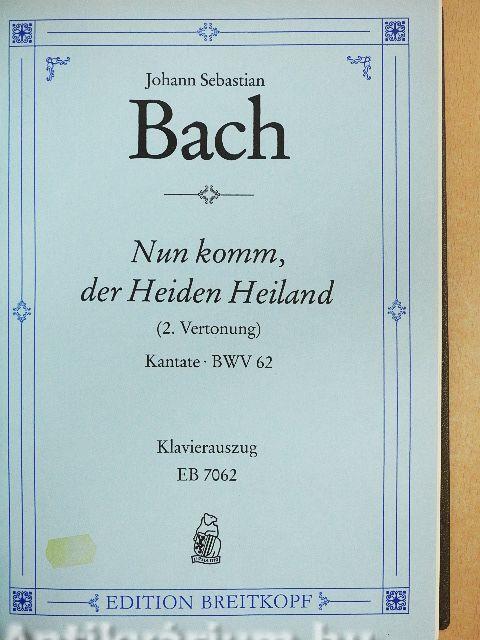 Johann Sebastian
Bach
Nun komm,
der Heiden Heiland
(2. Vertonung)
Kantate · BWV 62
Klavierauszug
EB 7062
EDITION BREITKOPF